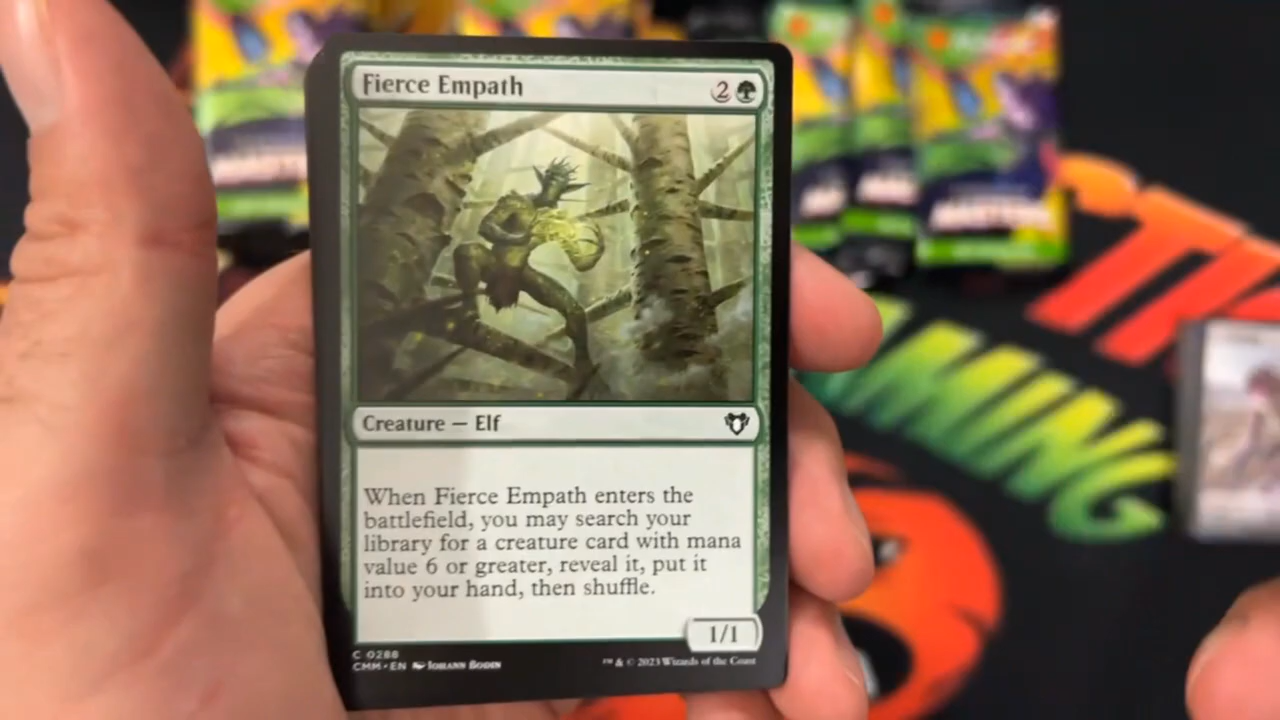 Fierce Empath 2
Creature — Elf
When Fierce Empath enters the
battlefield, you may search your
library for a creature card with mana
value 6 or greater, reveal it, put it
into your hand, then shuffle.
1/1
C 0288
CMM • EN Johann Bodin ™ & © 2023 Wizards of the Coast
MASTERS